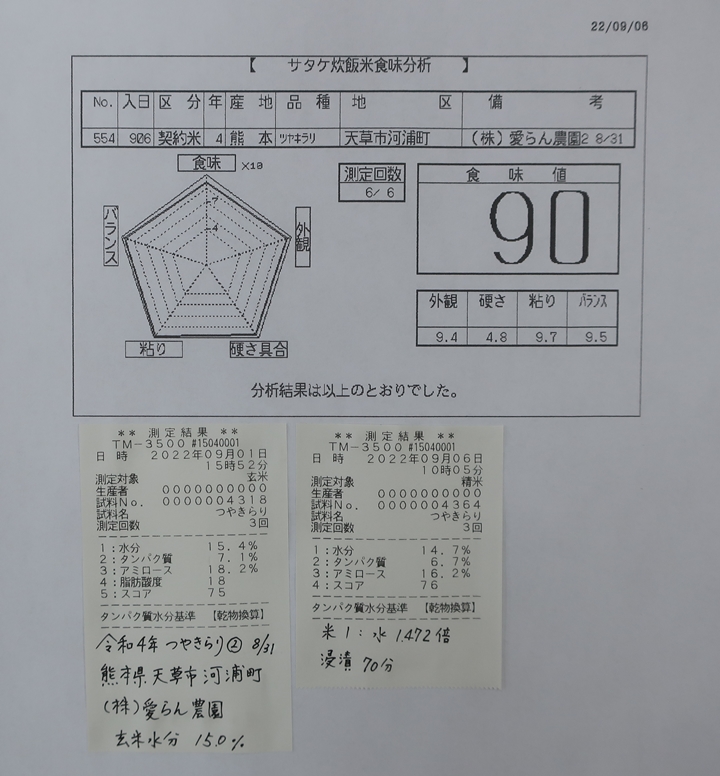 22/09/06
【 サタケ炊飯米食味分析 】
No. 入日 区分 年 産地 品種 地区 備考
554 906 契約米 4 熊本 ツヤキラリ 天草市河浦町 (株)愛らん農園2 8/31
食味 ×10
測定回数
6/ 6
食味値
90
7
4
バランス
外観
粘り
硬さ具合
外観 硬さ 粘り バランス
9.4 4.8 9.7 9.5
分析結果は以上のとおりでした。
** 測定結果 **
TM-3500 #15040001
日 時 2022年09月01日
15時52分
測定対象 玄米
生産者 0000000000
試料No. 0000004318
試料名 つやきらり
測定回数 3回
1:水分 15.4%
2:タンパク質 7.1%
3:アミロース 18.2%
4:脂肪酸度 18
5:スコア 75
タンパク質水分基準 【乾物換算】
令和4年 つやきらり② 8/31
熊本県天草市河浦町
(株)愛らん農園
玄米水分 15.0%
** 測定結果 **
TM-3500 #15040001
日 時 2022年09月06日
10時05分
測定対象 精米
生産者 0000000000
試料No. 0000004364
試料名 つやきらり
測定回数 3回
1:水分 14.7%
2:タンパク質 6.7%
3:アミロース 16.2%
4:スコア 76
タンパク質水分基準 【乾物換算】
米1:水 1.472倍
浸漬 70分